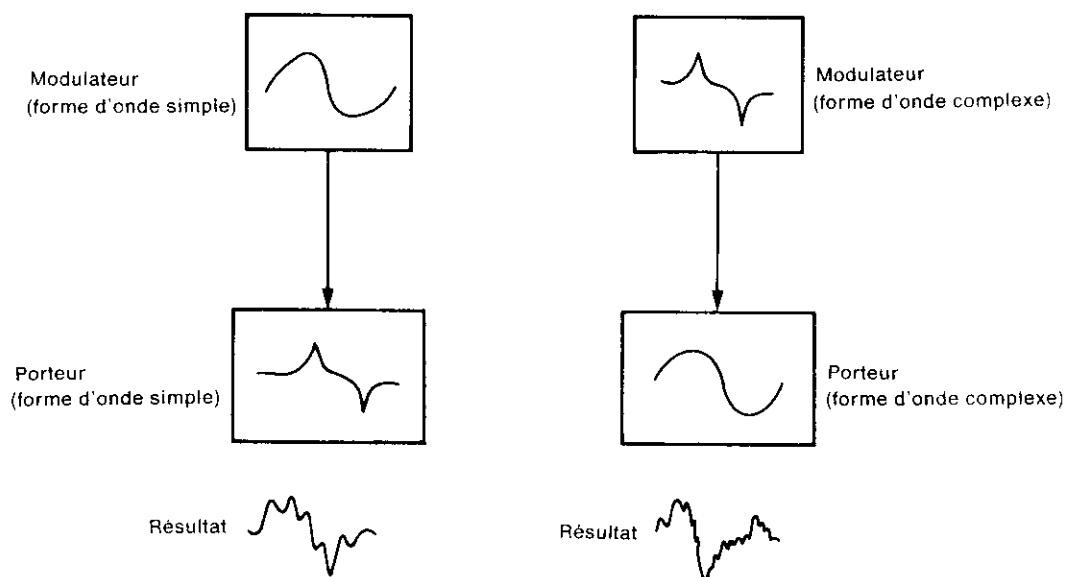 Modulateur
(forme d'onde simple)
Modulateur
(forme d'onde complexe)
Porteur
(forme d'onde simple)
Porteur
(forme d'onde complexe)
Résultat
Résultat